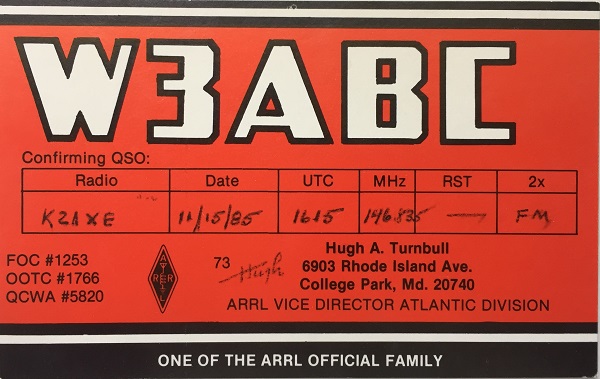 W3ABC
Confirming QSO:
Radio Date UTC MHz RST 2x
K2AXE 11/15/85 1615 146.835 — FM
FOC #1253
OOTC #1766
QCWA #5820
A R R L
73 Hugh
Hugh A. Turnbull
6903 Rhode Island Ave.
College Park, Md. 20740
ARRL VICE DIRECTOR ATLANTIC DIVISION
ONE OF THE ARRL OFFICIAL FAMILY